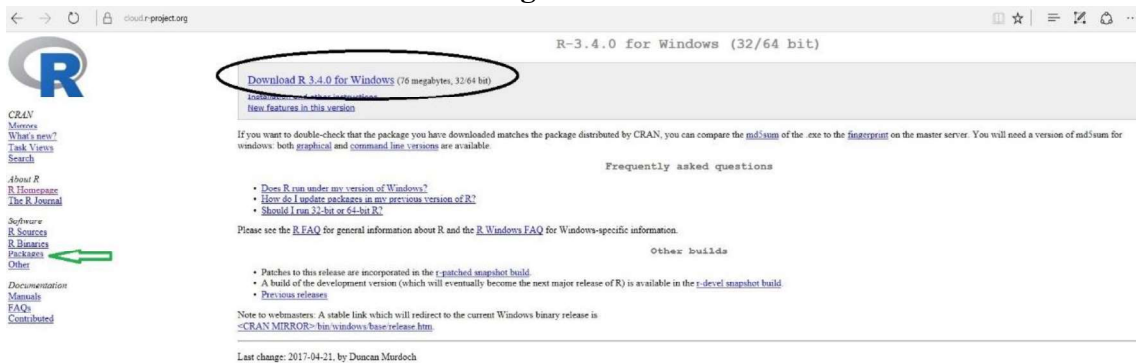 cloud.r-project.org
R
CRAN
Mirrors
What's new?
Task Views
Search
About R
R Homepage
The R Journal
Software
R Sources
R Binaries
Packages
Other
Documentation
Manuals
FAQs
Contributed
R-3.4.0 for Windows (32/64 bit)
Download R 3.4.0 for Windows (76 megabytes, 32/64 bit)
Installation and other instructions
New features in this version
If you want to double-check that the package you have downloaded matches the package distributed by CRAN, you can compare the md5sum of the .exe to the fingerprint on the master server. You will need a version of md5sum for
windows: both graphical and command line versions are available.
Frequently asked questions
• Does R run under my version of Windows?
• How do I update packages in my previous version of R?
• Should I run 32-bit or 64-bit R?
Please see the R FAQ for general information about R and the R Windows FAQ for Windows-specific information.
Other builds
• Patches to this release are incorporated in the r-patched snapshot build.
• A build of the development version (which will eventually become the next major release of R) is available in the r-devel snapshot build.
• Previous releases
Note to webmasters: A stable link which will redirect to the current Windows binary release is
<CRAN MIRROR>/bin/windows/base/release.htm.
Last change: 2017-04-21, by Duncan Murdoch